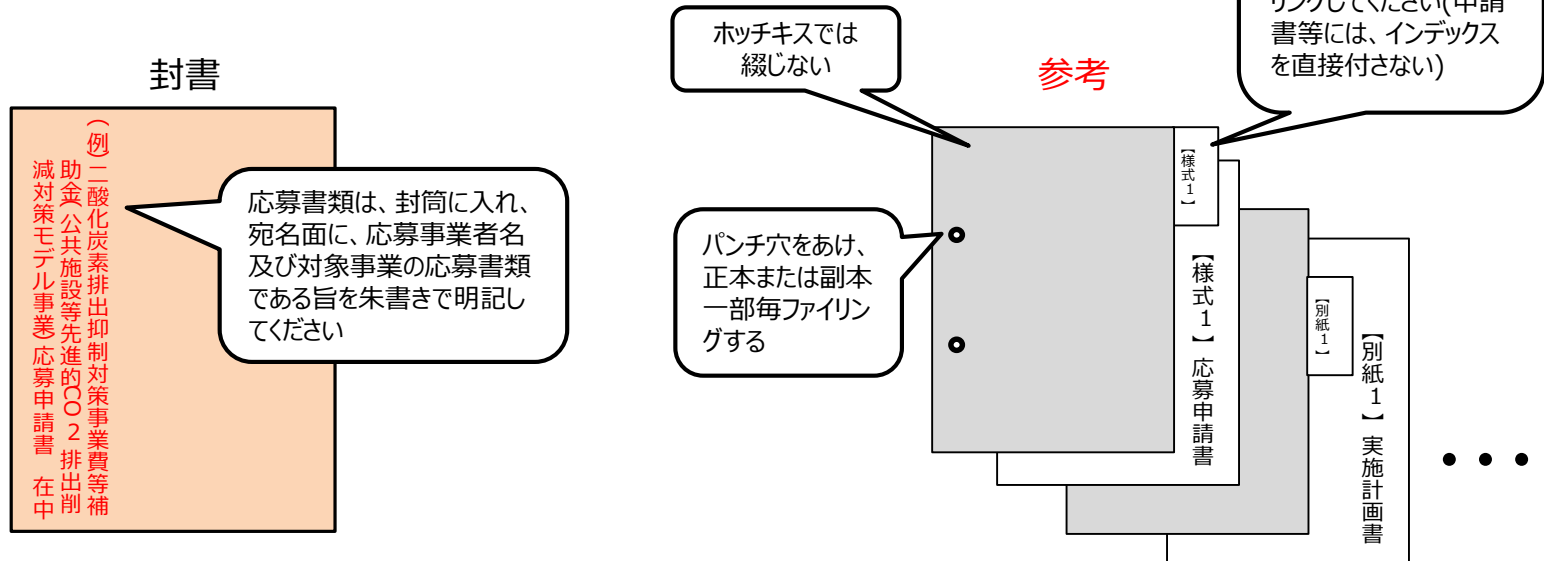 封書
(例)二酸化炭素排出抑制対策事業費等補
助金(公共施設等先進的CO2排出削
減対策モデル事業)応募申請書 在中
応募書類は、封筒に入れ、
宛名面に、応募事業者名
及び対象事業の応募書類
である旨を朱書きで明記し
てください
ホッチキスでは
綴じない
参考
リングしてください(申請
書等には、インデックス
を直接付さない)
パンチ穴をあけ、
正本または副本
一部毎ファイリン
グする
【様式1】
【様式1】応募申請書
【別紙1】
【別紙1】実施計画書
・・・